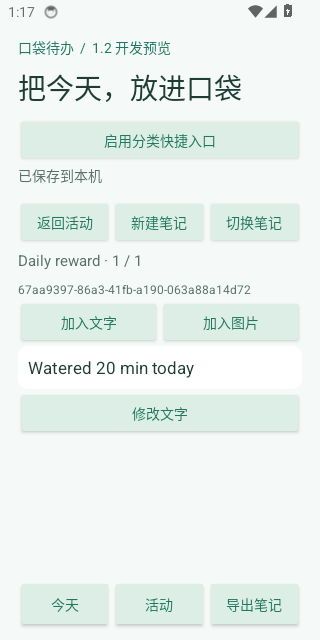 1:17
口袋待办 / 1.2 开发预览
把今天，放进口袋
启用分类快捷入口
已保存到本机
返回活动 新建笔记 切换笔记
Daily reward · 1 / 1
67aa9397-86a3-41fb-a190-063a88a14d72
加入文字 加入图片
Watered 20 min today
修改文字
今天 活动 导出笔记